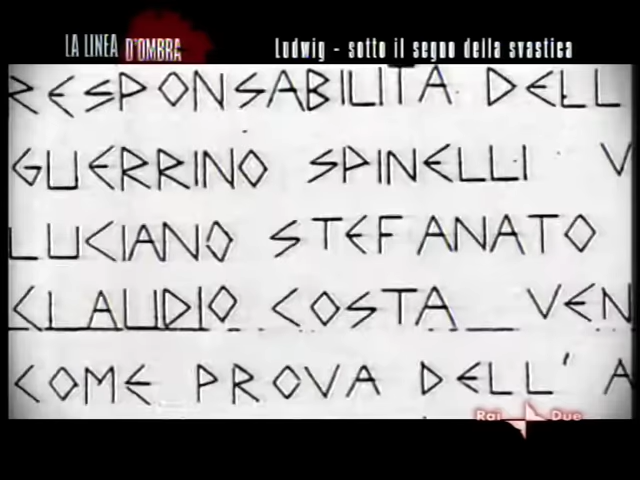 LA LINEA D'OMBRA
Ludwig - sotto il segno della svastica
RESPONSABILITÀ DELL
GUERRINO SPINELLI V
LUCIANO STEFANATO
CLAUDIO COSTA VEN
COME PROVA DELL' A
Rai Due